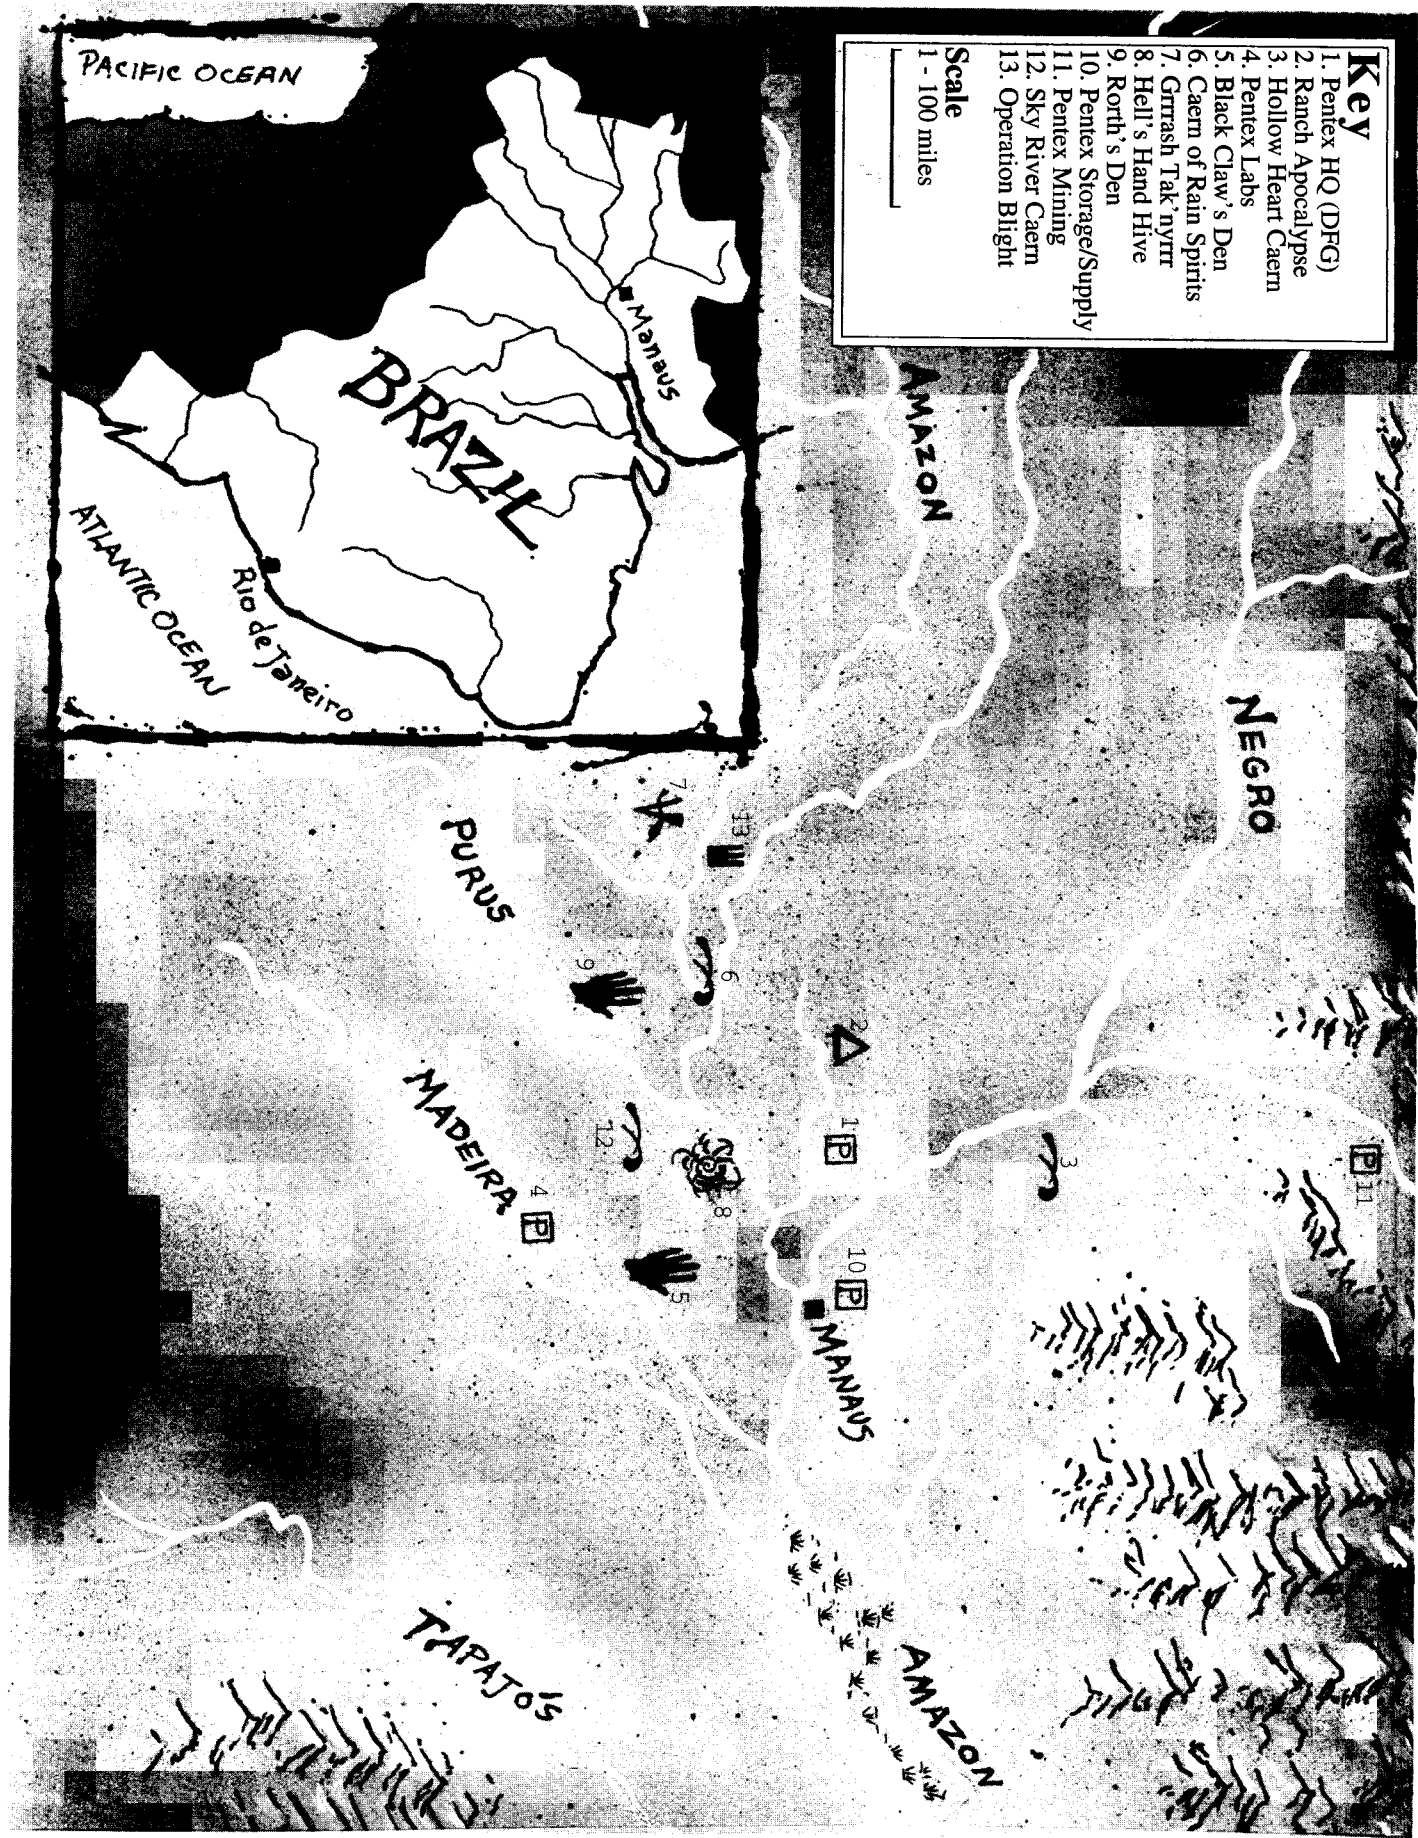 Key
1. Pentex HQ (DFG)
2. Ranch Apocalypse
3 Hollow Heart Caern
4. Pentex Labs
5. Black Claw's Den
6. Caern of Rain Spirits
7. Grrrash Tak'nyrrr
8. Hell's Hand Hive
9. Rorth's Den
10. Pentex Storage/Supply
11. Pentex Mining
12. Sky River Caern
13. Operation Blight
Scale
1 - 100 miles
PACIFIC OCEAN
Manaus
BRAZIL
Rio de Janeiro
ATLANTIC OCEAN
AMAZON
NEGRO
PURUS
MADEIRA
MANAUS
TAPAJÓS
AMAZON
7
13
9
6
2
1
P
12
8
3
P
11
4
P
5
10
P